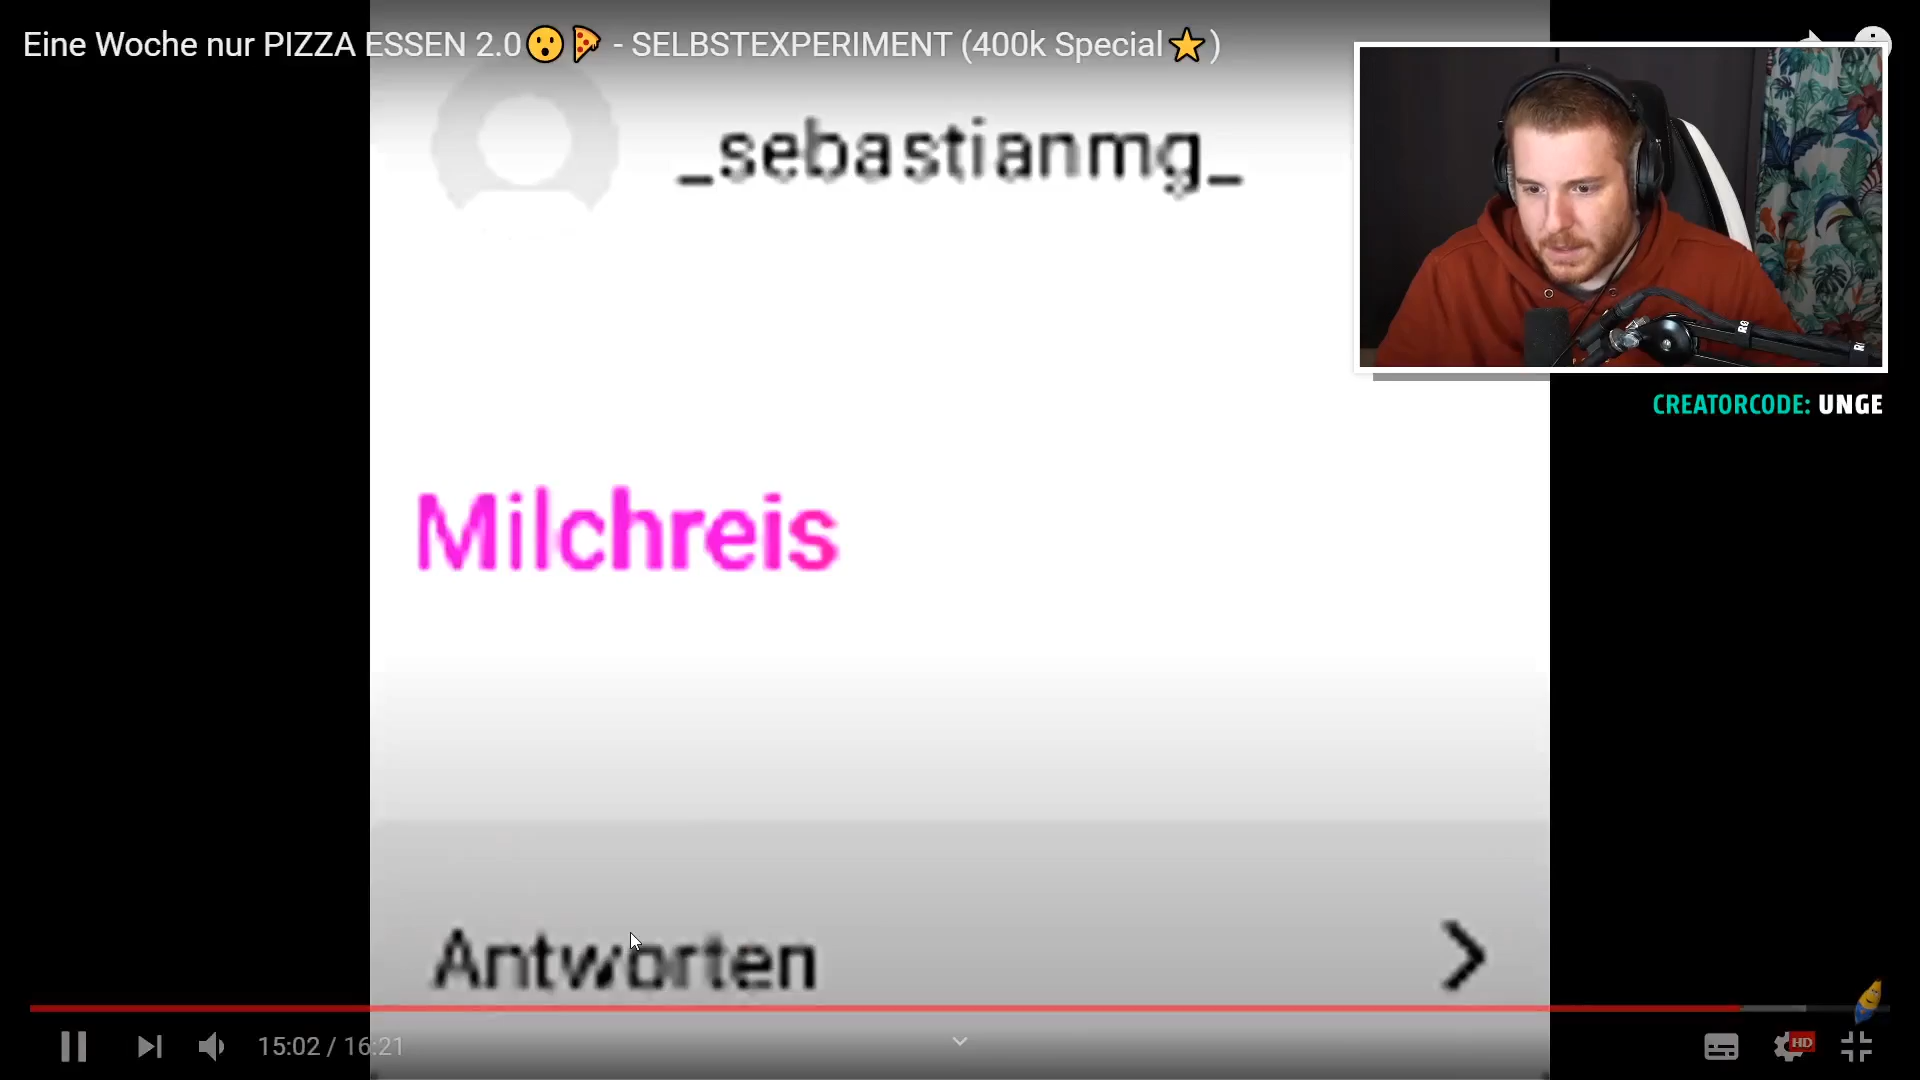 Eine Woche nur PIZZA ESSEN 2.0😮🍕 - SELBSTEXPERIMENT (400k Special⭐)
_sebastianmg_
CREATORCODE: UNGE
Milchreis
Antworten
15:02 / 16:21
HD